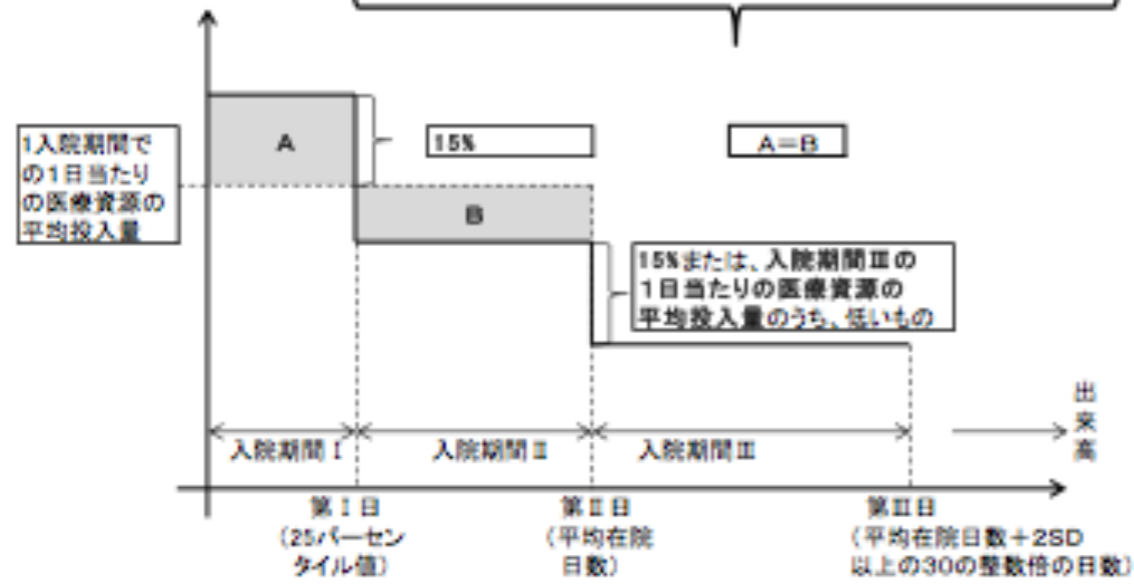 A
15%
A=B
1入院期間で
の1日当たり
の医療資源の
平均投入量
B
15%または、入院期間Ⅲの
1日当たりの医療資源の
平均投入量のうち、低いもの
出
来
高
入院期間Ⅰ
入院期間Ⅱ
入院期間Ⅲ
第Ⅰ日
(25パーセン
タイル値)
第Ⅱ日
(平均在院
日数)
第Ⅲ日
(平均在院日数+2SD
以上の30の整数倍の日数)